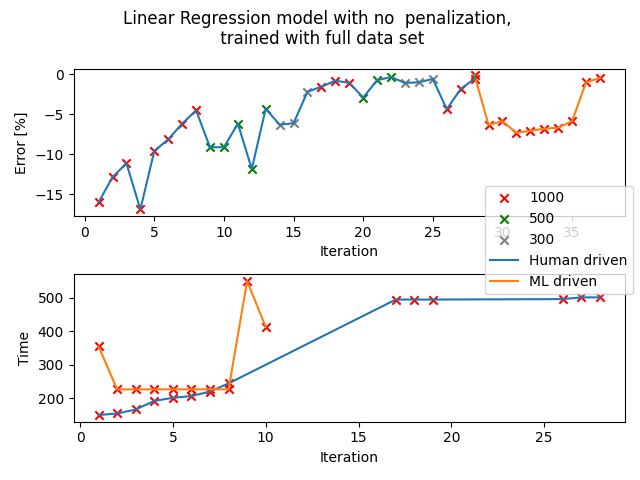 Linear Regression model with no  penalization,
trained with full data set
0
−5
−10
−15
Error [%]
0 5 10 15 20 25 30 35
Iteration
1000
500
300
Human driven
ML driven
500
400
300
200
Time
0 5 10 15 20 25
Iteration